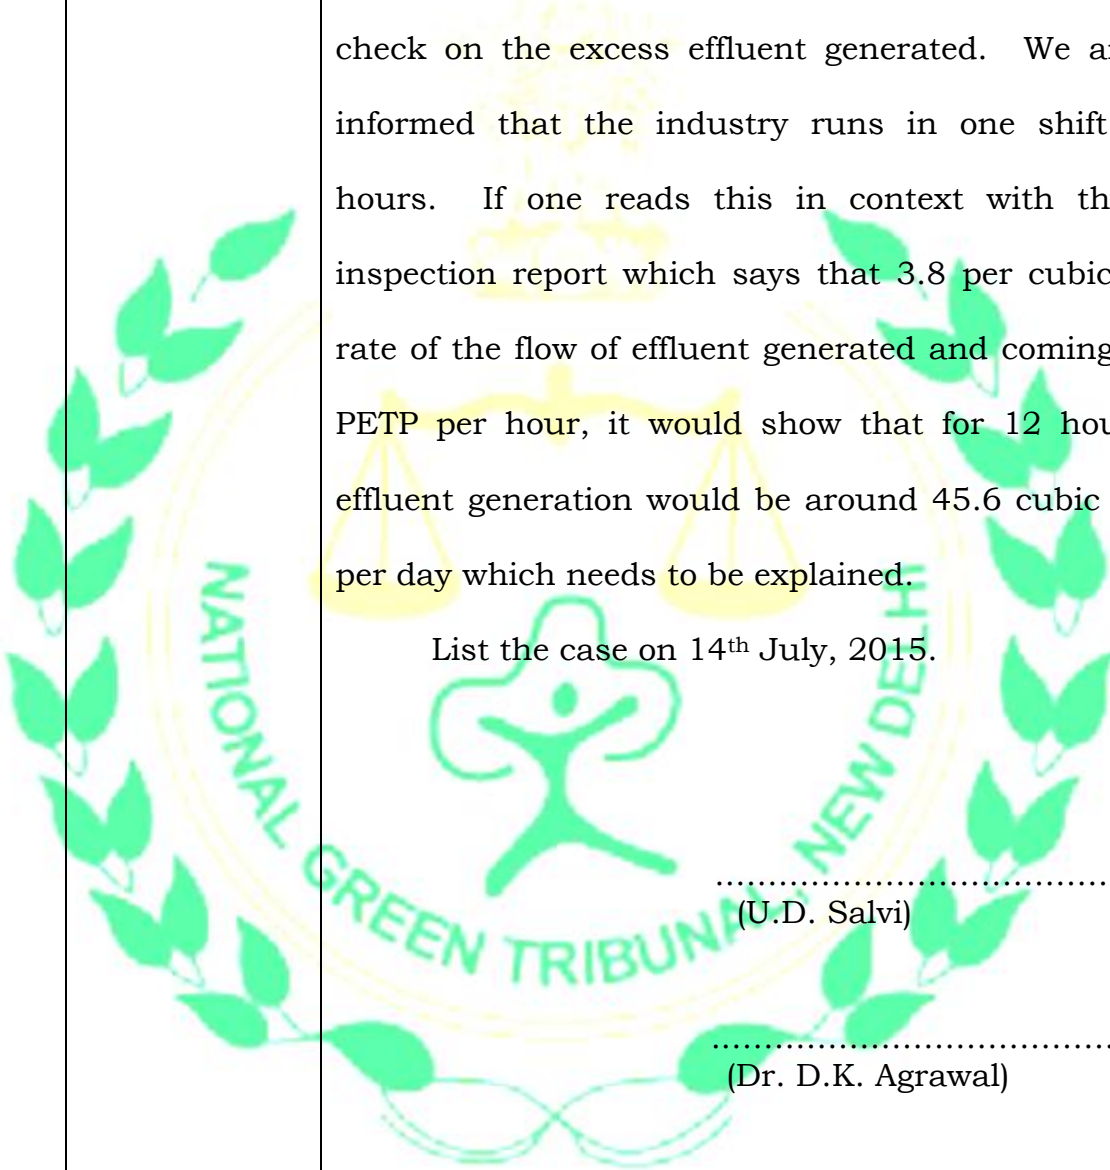 check on the excess effluent generated. We
informed that the industry runs in one shift
hours. If one reads this in context with
inspection report which says that 3.8 per cubic
rate of the flow of effluent generated and coming
PETP per hour, it would show that for 12
effluent generation would be around 45.6 cubic
per day which needs to be explained.
List the case on 14th July, 2015.
NATIONAL GREEN TRIBUNAL, NEW DELHI
.....................................
(U.D. Salvi)
.....................................
(Dr. D.K. Agrawal)